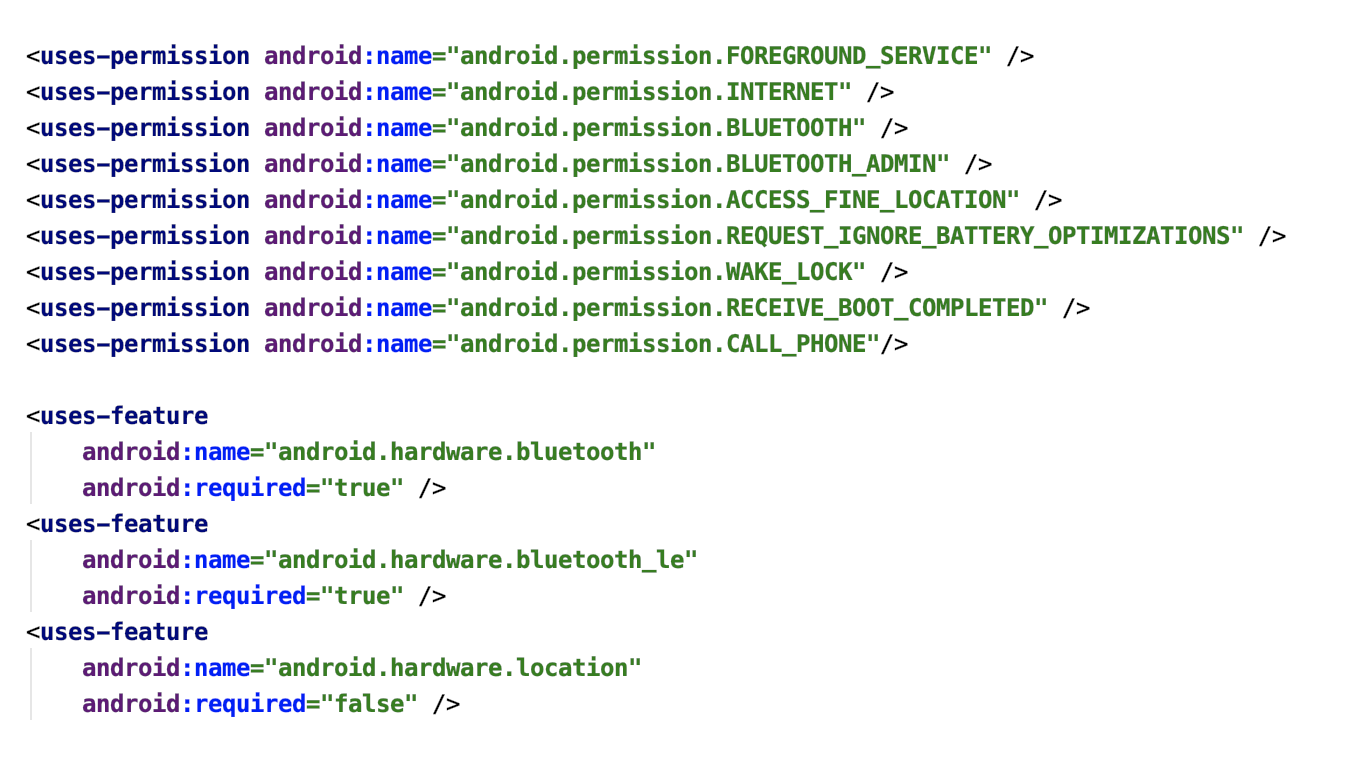 <uses-permission android:name="android.permission.FOREGROUND_SERVICE" />
<uses-permission android:name="android.permission.INTERNET" />
<uses-permission android:name="android.permission.BLUETOOTH" />
<uses-permission android:name="android.permission.BLUETOOTH_ADMIN" />
<uses-permission android:name="android.permission.ACCESS_FINE_LOCATION" />
<uses-permission android:name="android.permission.REQUEST_IGNORE_BATTERY_OPTIMIZATIONS" />
<uses-permission android:name="android.permission.WAKE_LOCK" />
<uses-permission android:name="android.permission.RECEIVE_BOOT_COMPLETED" />
<uses-permission android:name="android.permission.CALL_PHONE"/>

<uses-feature
    android:name="android.hardware.bluetooth"
    android:required="true" />
<uses-feature
    android:name="android.hardware.bluetooth_le"
    android:required="true" />
<uses-feature
    android:name="android.hardware.location"
    android:required="false" />